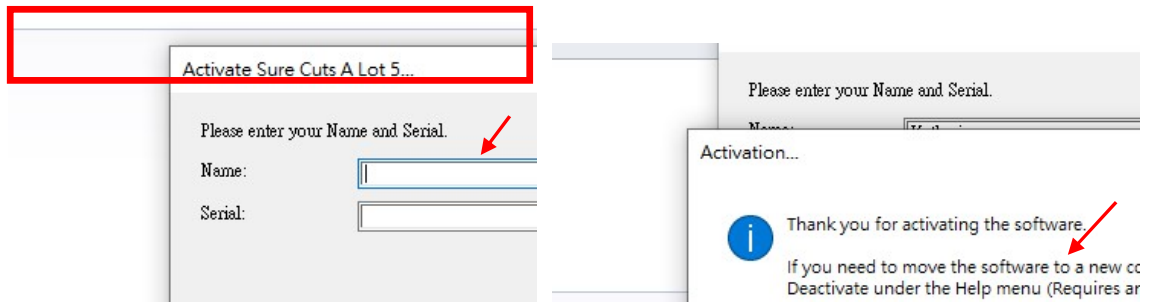 Activate Sure Cuts A Lot 5...
Please enter your Name and Serial.
Name:
Serial:
Please enter your Name and Serial.
Activation...
Thank you for activating the software.
If you need to move the software to a new
Deactivate under the Help menu (Requires